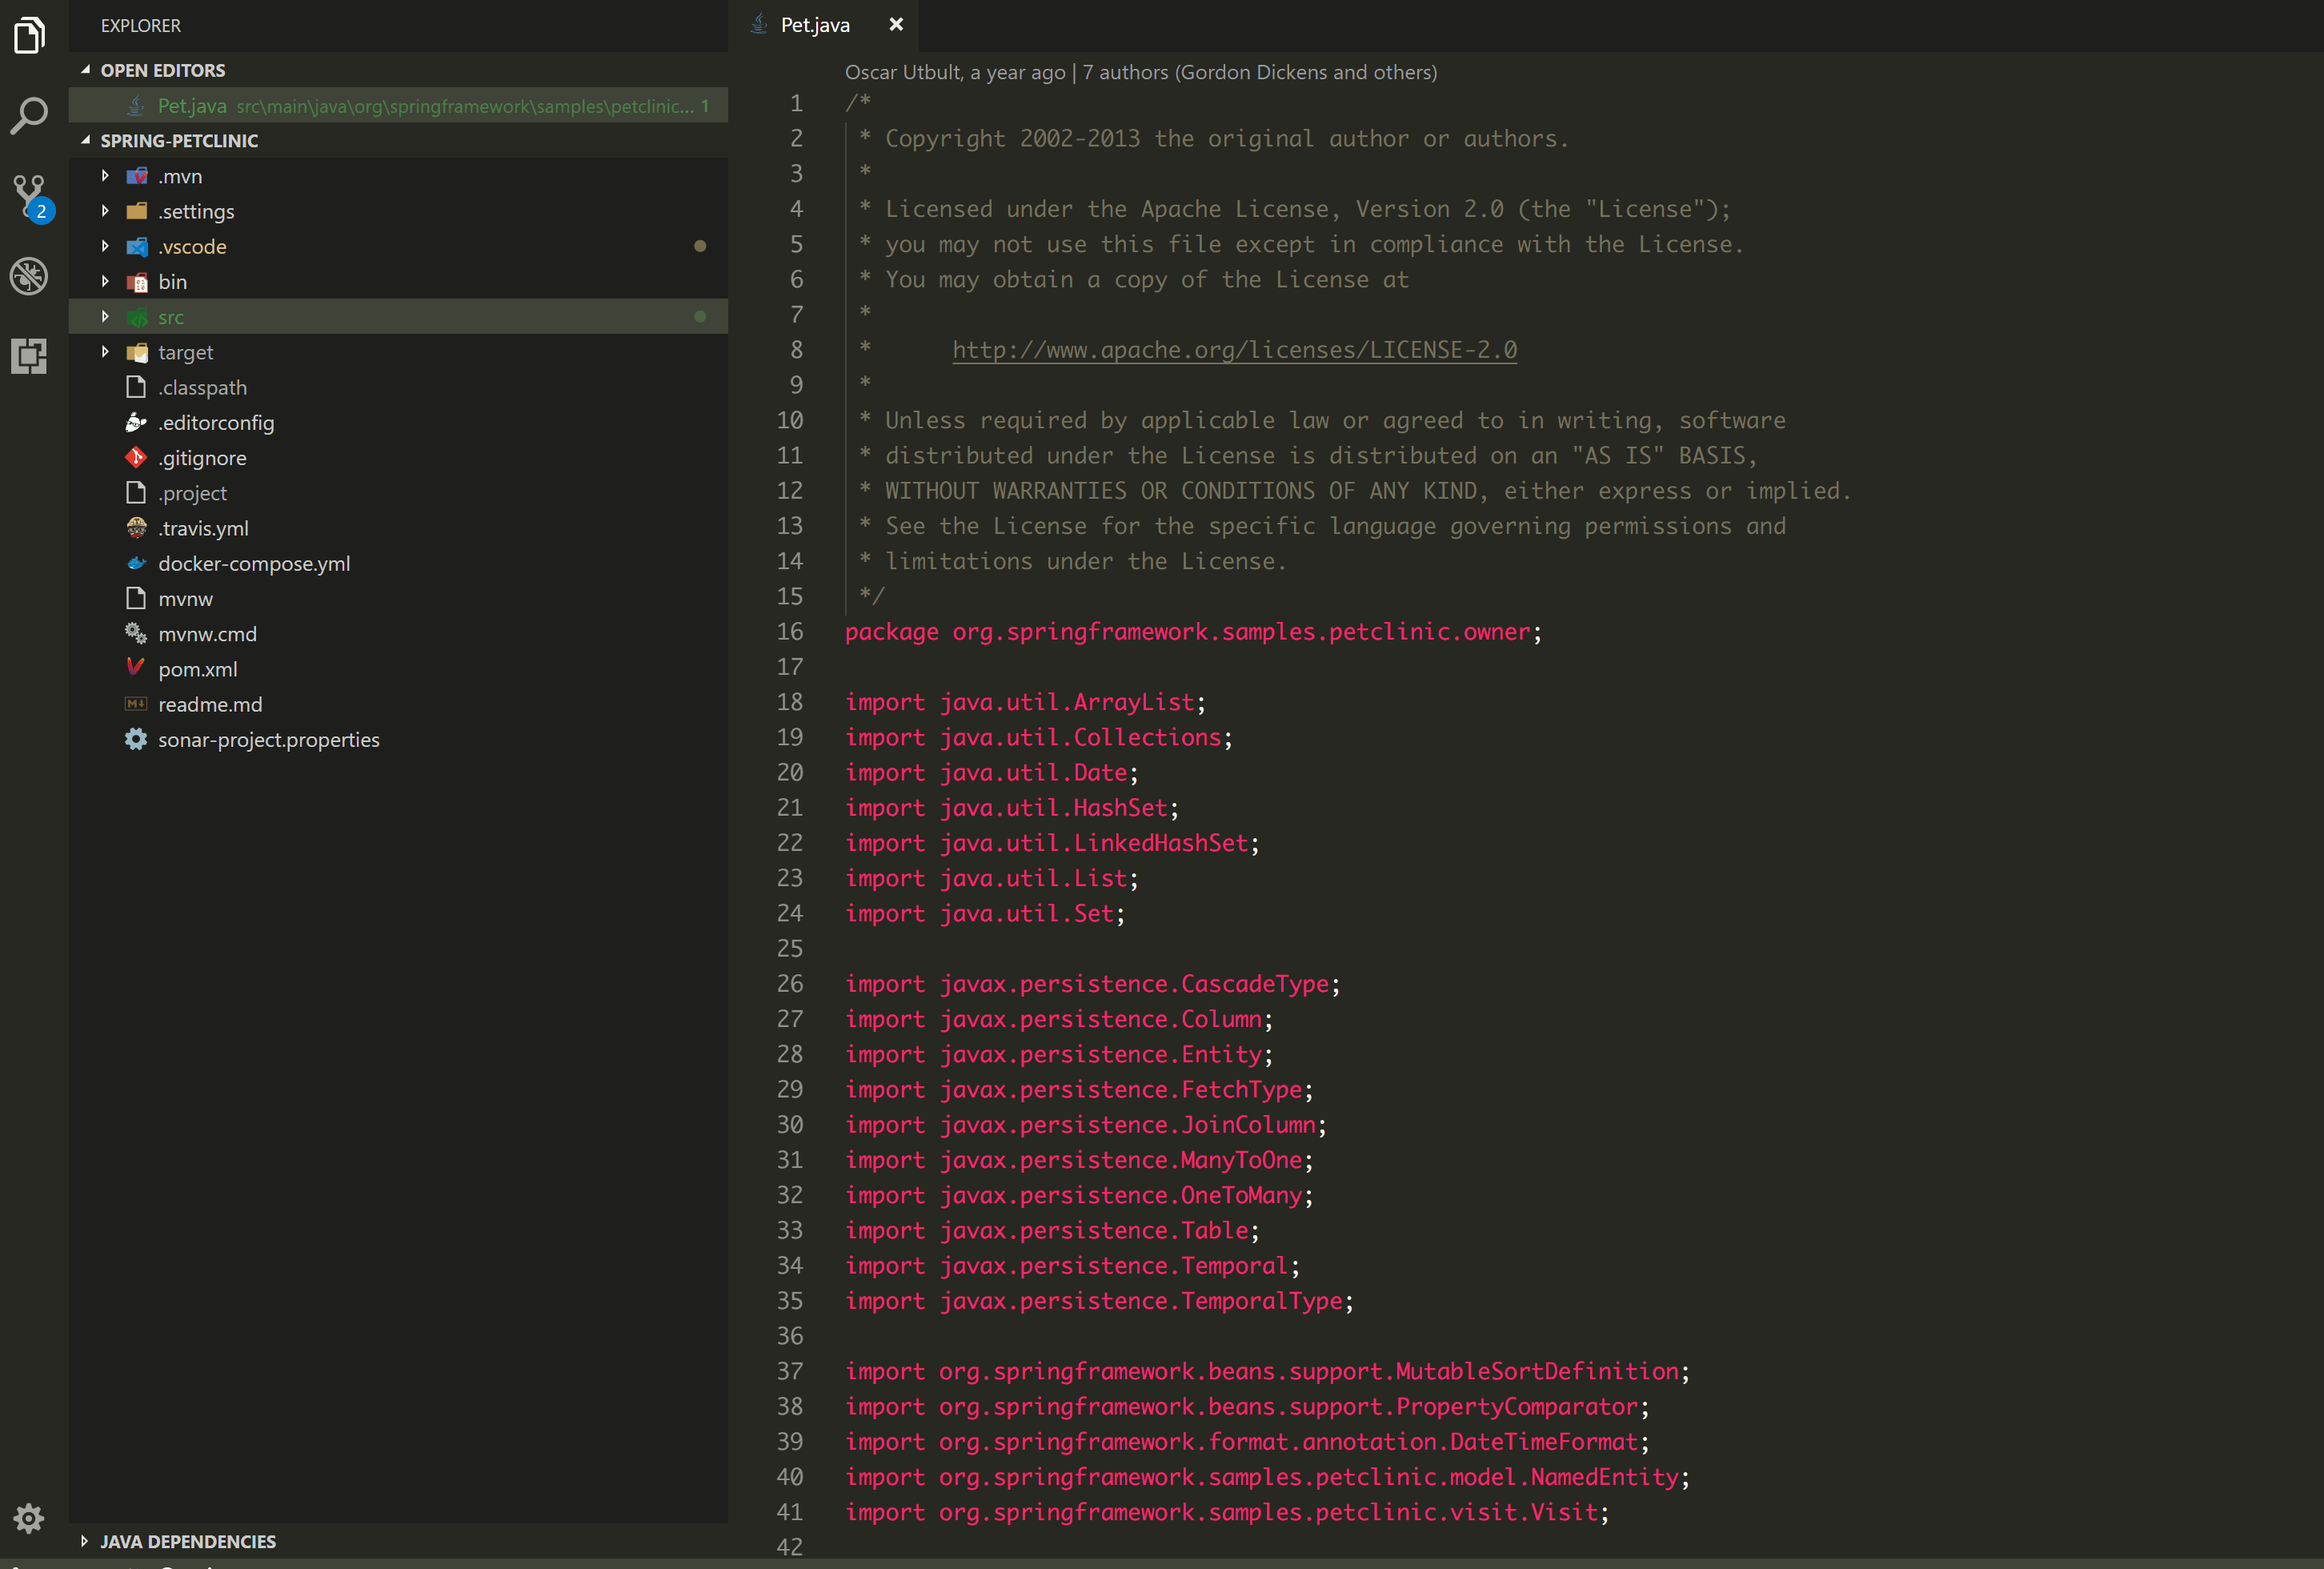 EXPLORER
OPEN EDITORS
Pet.java src\main\java\org\springframework\samples\petclinic... 1
SPRING-PETCLINIC
.mvn
.settings
.vscode
bin
src
target
.classpath
.editorconfig
.gitignore
.project
.travis.yml
docker-compose.yml
mvnw
mvnw.cmd
pom.xml
readme.md
sonar-project.properties
JAVA DEPENDENCIES
2
Pet.java
Oscar Utbult, a year ago | 7 authors (Gordon Dickens and others)
1 /*
2 * Copyright 2002-2013 the original author or authors.
3 *
4 * Licensed under the Apache License, Version 2.0 (the "License");
5 * you may not use this file except in compliance with the License.
6 * You may obtain a copy of the License at
7 *
8 * http://www.apache.org/licenses/LICENSE-2.0
9 *
10 * Unless required by applicable law or agreed to in writing, software
11 * distributed under the License is distributed on an "AS IS" BASIS,
12 * WITHOUT WARRANTIES OR CONDITIONS OF ANY KIND, either express or implied.
13 * See the License for the specific language governing permissions and
14 * limitations under the License.
15 */
16 package org.springframework.samples.petclinic.owner;
17
18 import java.util.ArrayList;
19 import java.util.Collections;
20 import java.util.Date;
21 import java.util.HashSet;
22 import java.util.LinkedHashSet;
23 import java.util.List;
24 import java.util.Set;
25
26 import javax.persistence.CascadeType;
27 import javax.persistence.Column;
28 import javax.persistence.Entity;
29 import javax.persistence.FetchType;
30 import javax.persistence.JoinColumn;
31 import javax.persistence.ManyToOne;
32 import javax.persistence.OneToMany;
33 import javax.persistence.Table;
34 import javax.persistence.Temporal;
35 import javax.persistence.TemporalType;
36
37 import org.springframework.beans.support.MutableSortDefinition;
38 import org.springframework.beans.support.PropertyComparator;
39 import org.springframework.format.annotation.DateTimeFormat;
40 import org.springframework.samples.petclinic.model.NamedEntity;
41 import org.springframework.samples.petclinic.visit.Visit;
42